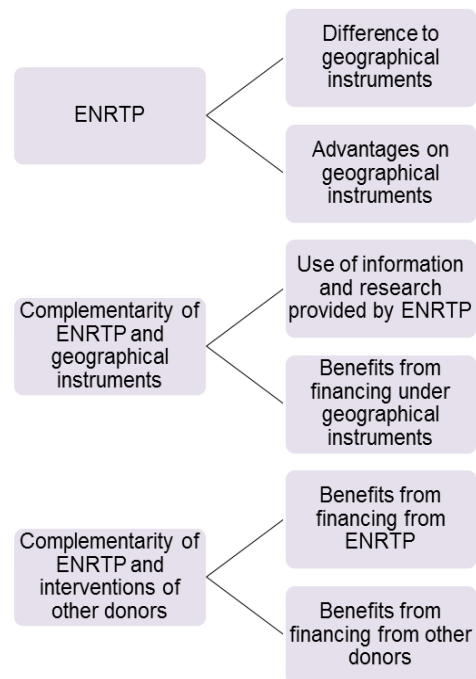 ENRTP
Difference to
geographical
instruments
Advantages on
geographical
instruments
Complementarity of
ENRTP and
geographical
instruments
Use of information
and research
provided by ENRTP
Benefits from
financing under
geographical
instruments
Complementarity of
ENRTP and
interventions of
other donors
Benefits from
financing from
ENRTP
Benefits from
financing from other
donors